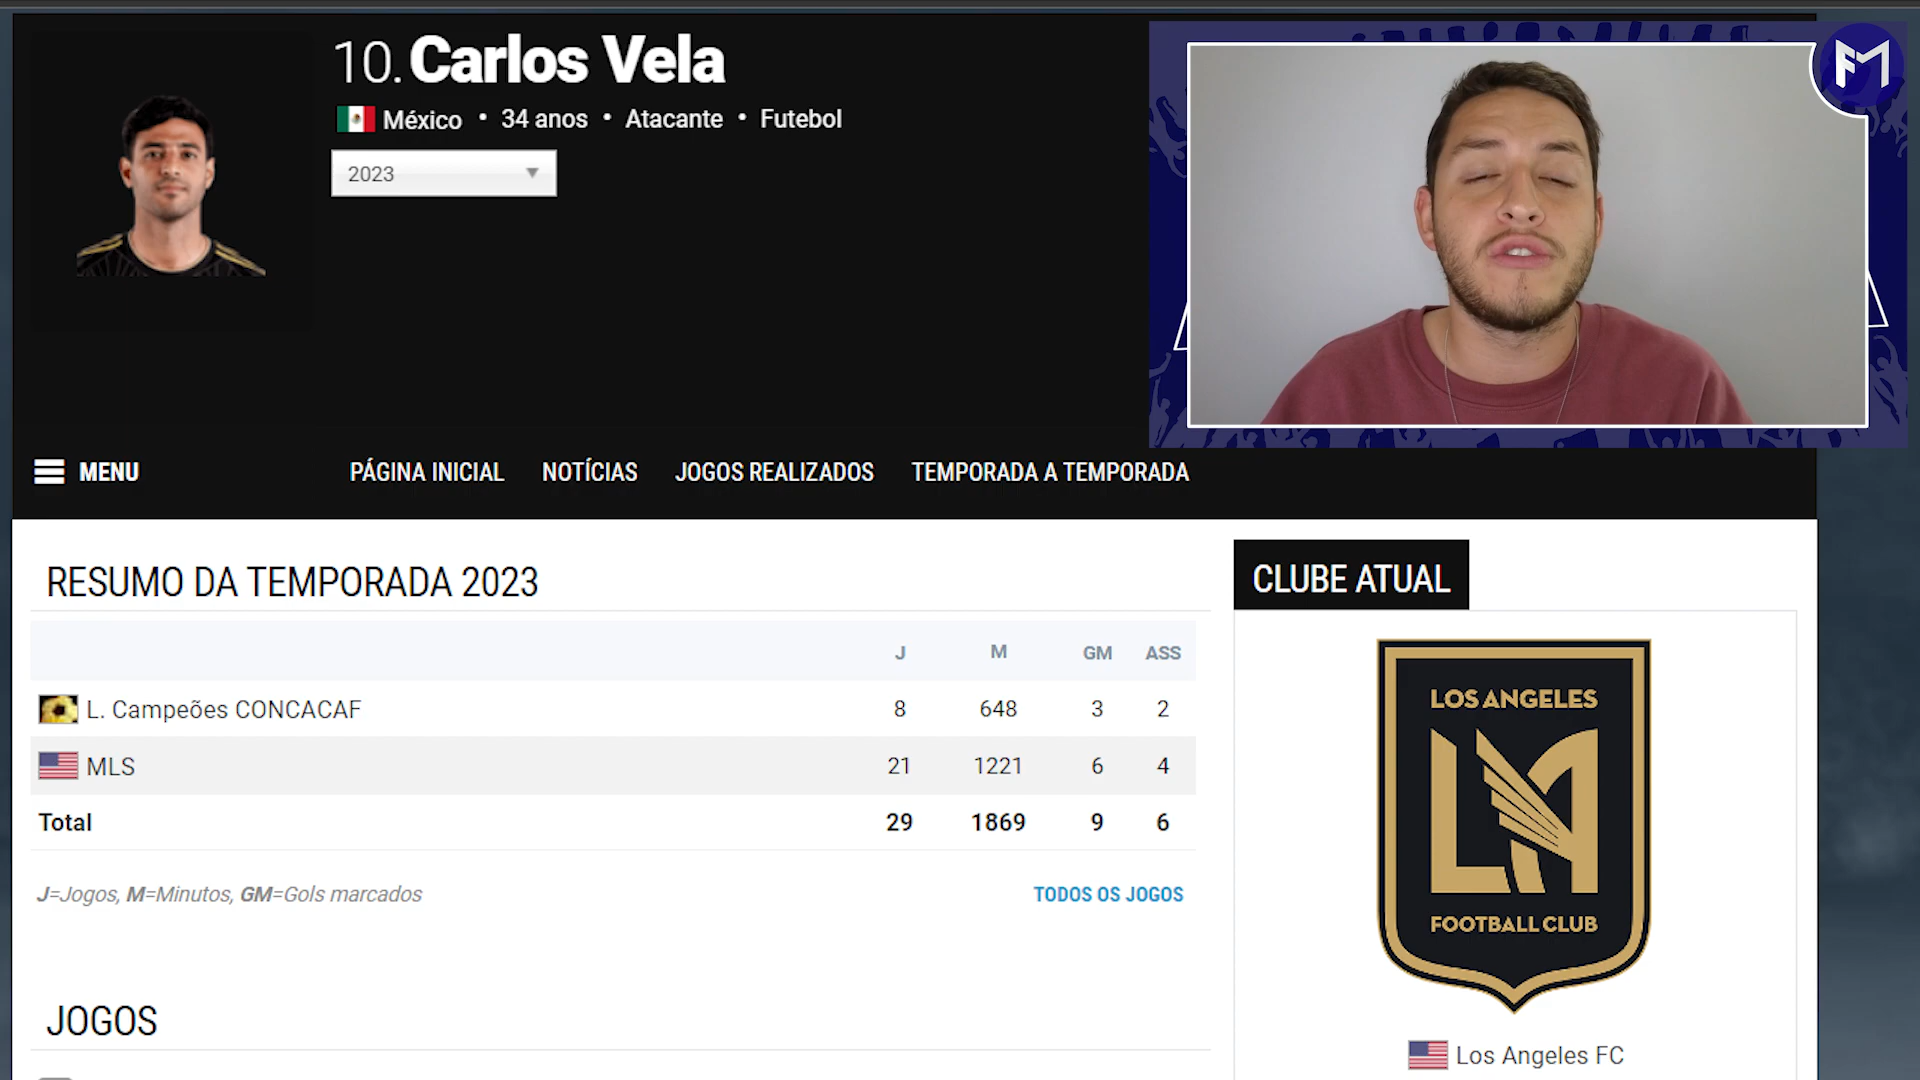 10. Carlos Vela
México • 34 anos • Atacante • Futebol
2023
FM
MENU
PÁGINA INICIAL NOTÍCIAS JOGOS REALIZADOS TEMPORADA A TEMPORADA
RESUMO DA TEMPORADA 2023
J M GM ASS
L. Campeões CONCACAF 8 648 3 2
MLS 21 1221 6 4
Total 29 1869 9 6
J=Jogos, M=Minutos, GM=Gols marcados
TODOS OS JOGOS
JOGOS
CLUBE ATUAL
LOS ANGELES
LA
FOOTBALL CLUB
Los Angeles FC